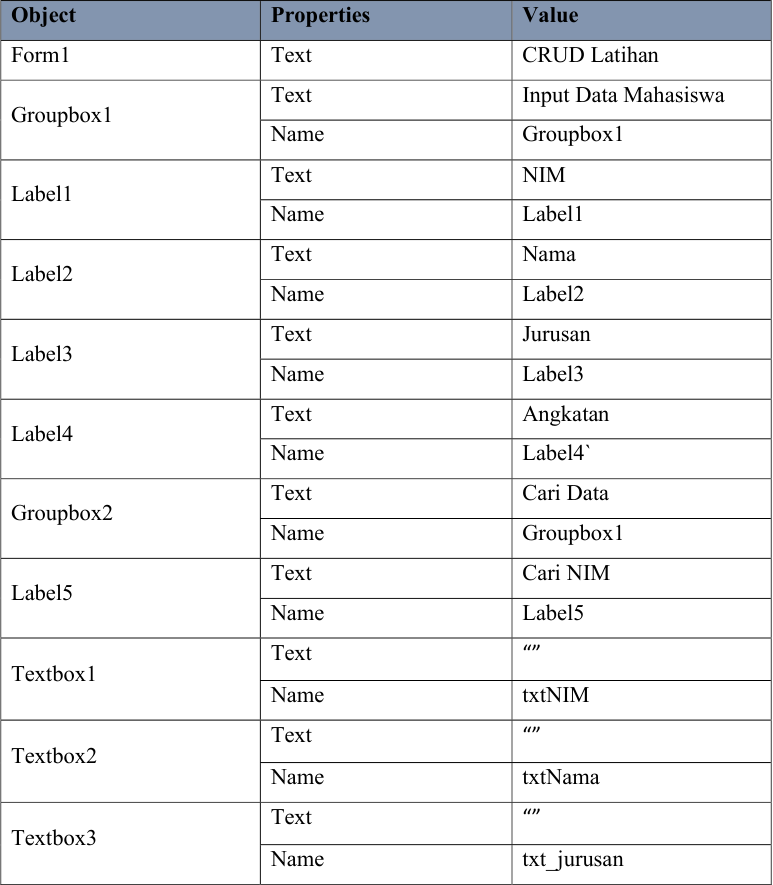 Object Properties Value
Form1 Text CRUD Latihan
Groupbox1 Text Input Data Mahasiswa
Name Groupbox1
Label1 Text NIM
Name Label1
Label2 Text Nama
Name Label2
Label3 Text Jurusan
Name Label3
Label4 Text Angkatan
Name Label4`
Groupbox2 Text Cari Data
Name Groupbox1
Label5 Text Cari NIM
Name Label5
Textbox1 Text “”
Name txtNIM
Textbox2 Text “”
Name txtNama
Textbox3 Text “”
Name txt_jurusan